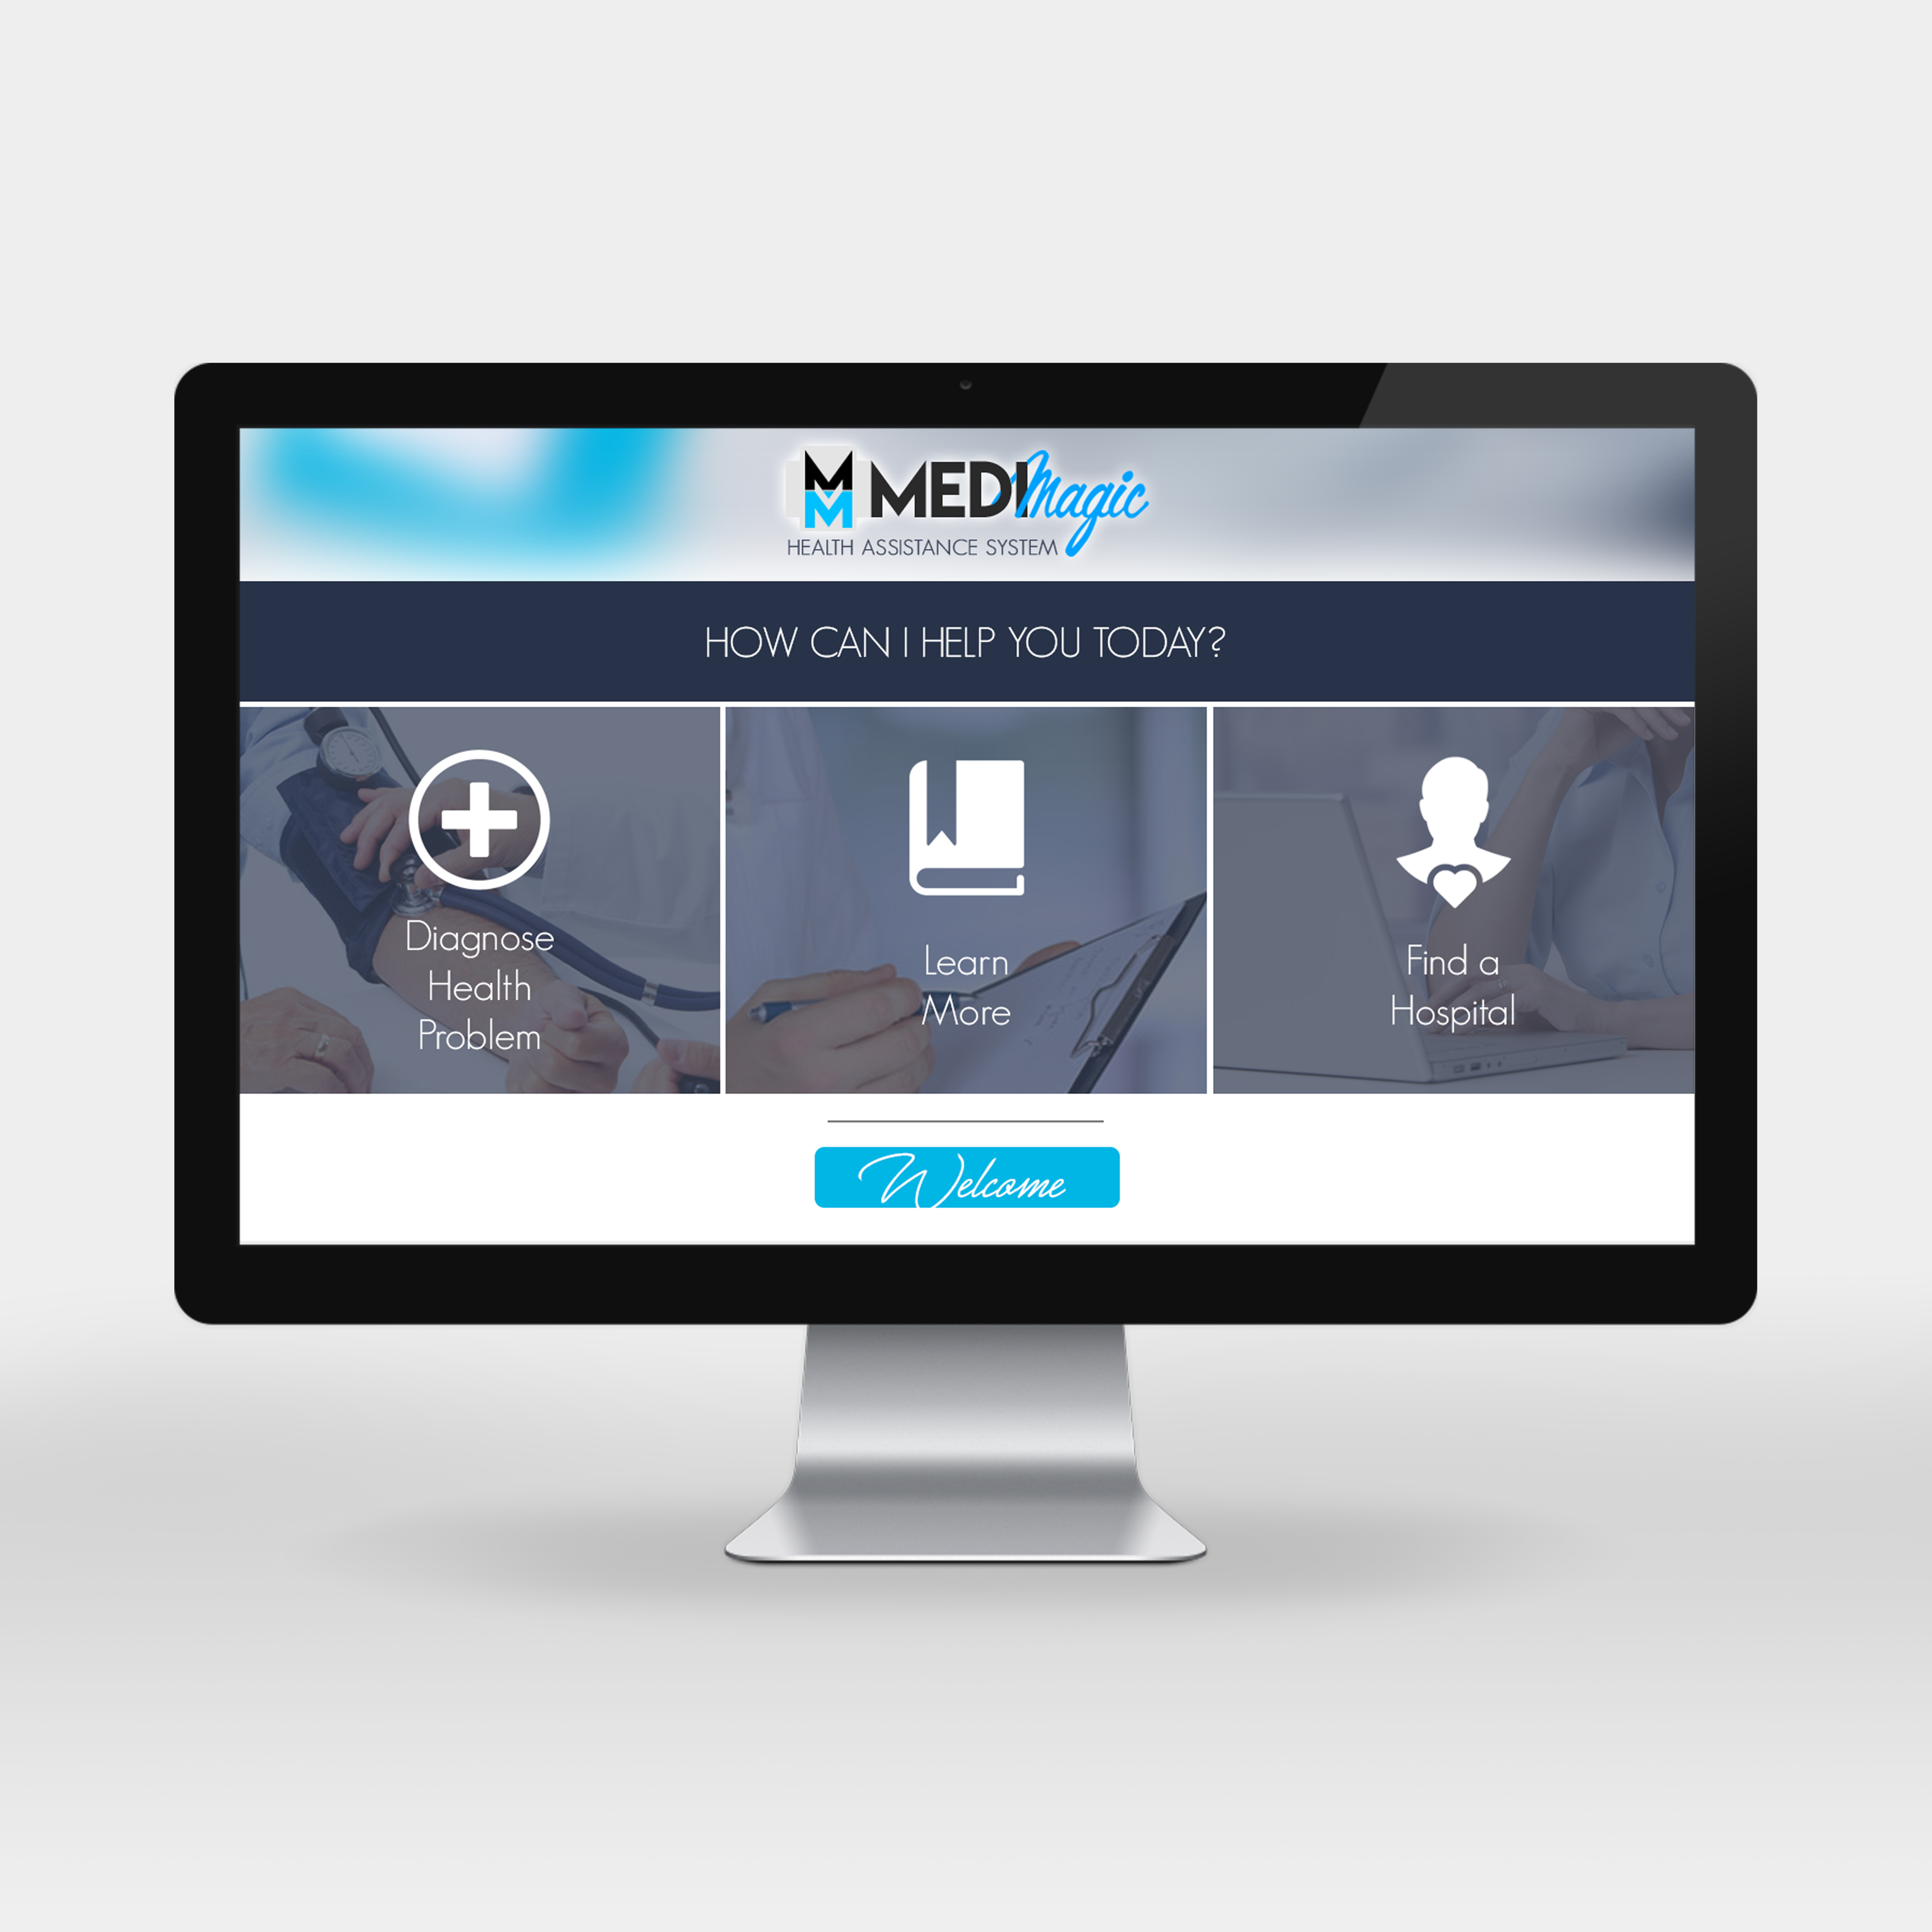 MM MEDIMagic
HEALTH ASSISTANCE SYSTEM
HOW CAN I HELP YOU TODAY?
Diagnose
Health
Problem
Learn
More
Find a
Hospital
Welcome